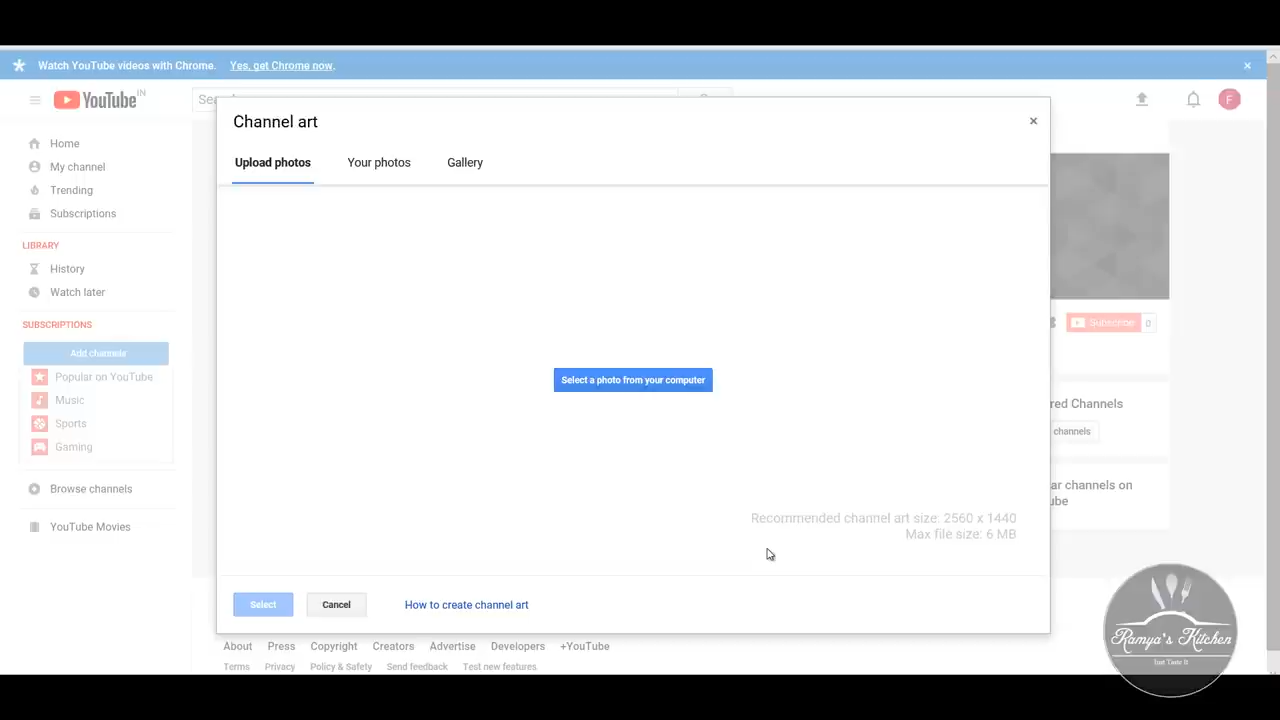 Watch YouTube videos with Chrome. Yes, get Chrome now.
YouTube IN
Channel art
Upload photos Your photos Gallery
Home
My channel
Trending
Subscriptions
LIBRARY
History
Watch later
SUBSCRIPTIONS
Add channels
Popular on YouTube
Music
Sports
Gaming
Browse channels
YouTube Movies
F
Subscribe 0
red Channels
channels
ar channels on
ube
Select a photo from your computer
Recommended channel art size: 2560 x 1440
Max file size: 6 MB
Select Cancel How to create channel art
About Press Copyright Creators Advertise Developers +YouTube
Terms Privacy Policy & Safety Send feedback Test new features
Ramya's Kitchen
Just Taste It